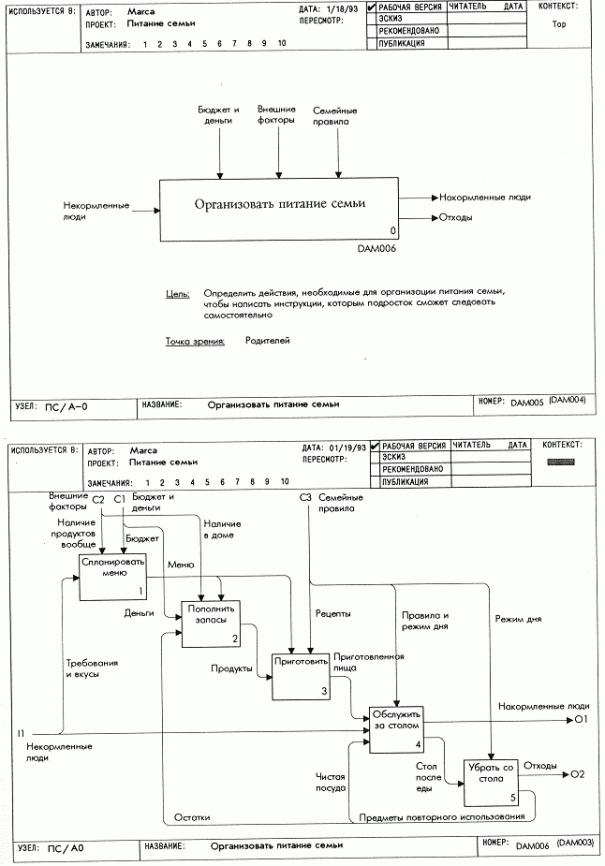 ИСПОЛЬЗУЕТСЯ В:
АВТОР: Marca
ДАТА: 1/18/93
ПРОЕКТ: Питание семьи
ПЕРЕСМОТР:
ЗАМЕЧАНИЯ: 1 2 3 4 5 6 7 8 9 10
✔ РАБОЧАЯ ВЕРСИЯ
ЧИТАТЕЛЬ ДАТА
ЭСКИЗ
РЕКОМЕНДОВАНО
ПУБЛИКАЦИЯ
КОНТЕКСТ:
Top
Бюджет и
деньги
Внешние
факторы
Семейные
правила
Некормленные
люди
Организовать питание семьи
0
Накормленные люди
Отходы
DAM006
Цель: Определить действия, необходимые для организации питания семьи,
чтобы написать инструкции, которым подросток сможет следовать
самостоятельно
Точка зрения: Родителей
УЗЕЛ: ПС/А-0
НАЗВАНИЕ: Организовать питание семьи
НОМЕР: DAM005 (DAM004)
ИСПОЛЬЗУЕТСЯ В:
АВТОР: Marca
ДАТА: 01/19/93
ПРОЕКТ: Питание семьи
ПЕРЕСМОТР:
ЗАМЕЧАНИЯ: 1 2 3 4 5 6 7 8 9 10
✔ РАБОЧАЯ ВЕРСИЯ
ЧИТАТЕЛЬ ДАТА
ЭСКИЗ
РЕКОМЕНДОВАНО
ПУБЛИКАЦИЯ
КОНТЕКСТ:
Внешние
факторы
C2
C1
Бюджет и
деньги
C3
Семейные
правила
Наличие
продуктов
вообще
Бюджет
Наличие
в доме
Спланировать
меню
1
Меню
Деньги
Пополнить
запасы
2
Рецепты
Правила и
режим дня
Режим дня
Требования
и вкусы
Продукты
Приготовить
3
Приготовленная
пища
Обслужить
за столом
4
Накормленные люди
O1
I1
Некормленные
люди
Чистая
посуда
Стол
после
еды
Убрать со
стола
5
Отходы
O2
Остатки
Предметы повторного использования
УЗЕЛ: ПС/А0
НАЗВАНИЕ: Организовать питание семьи
НОМЕР: DAM006 (DAM003)